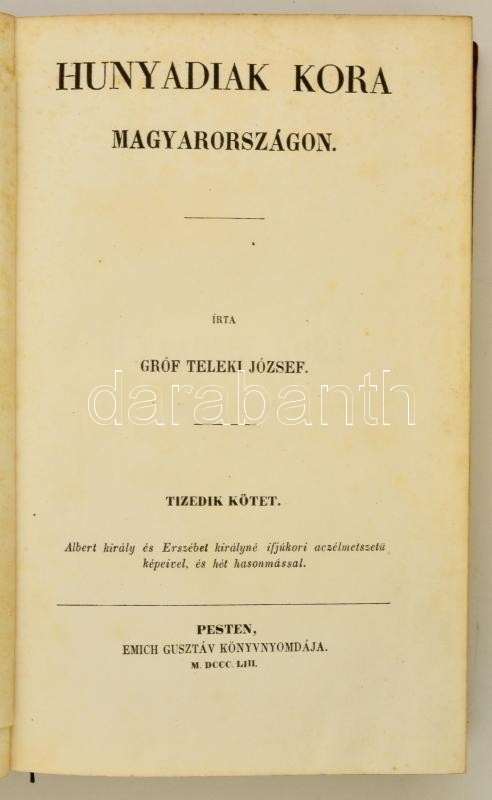 HUNYADIAK KORA
MAGYARORSZÁGON.
ÍRTA
GRÓF TELEKI JÓZSEF.
darabanth
TIZEDIK KÖTET.
Albert király és Erszébet királyné ifjúkori aczélmetszetü
képeivel, és hét hasonmással.
PESTEN,
EMICH GUSZTÁV KÖNYVNYOMDÁJA.
M. DCCC. LIII.